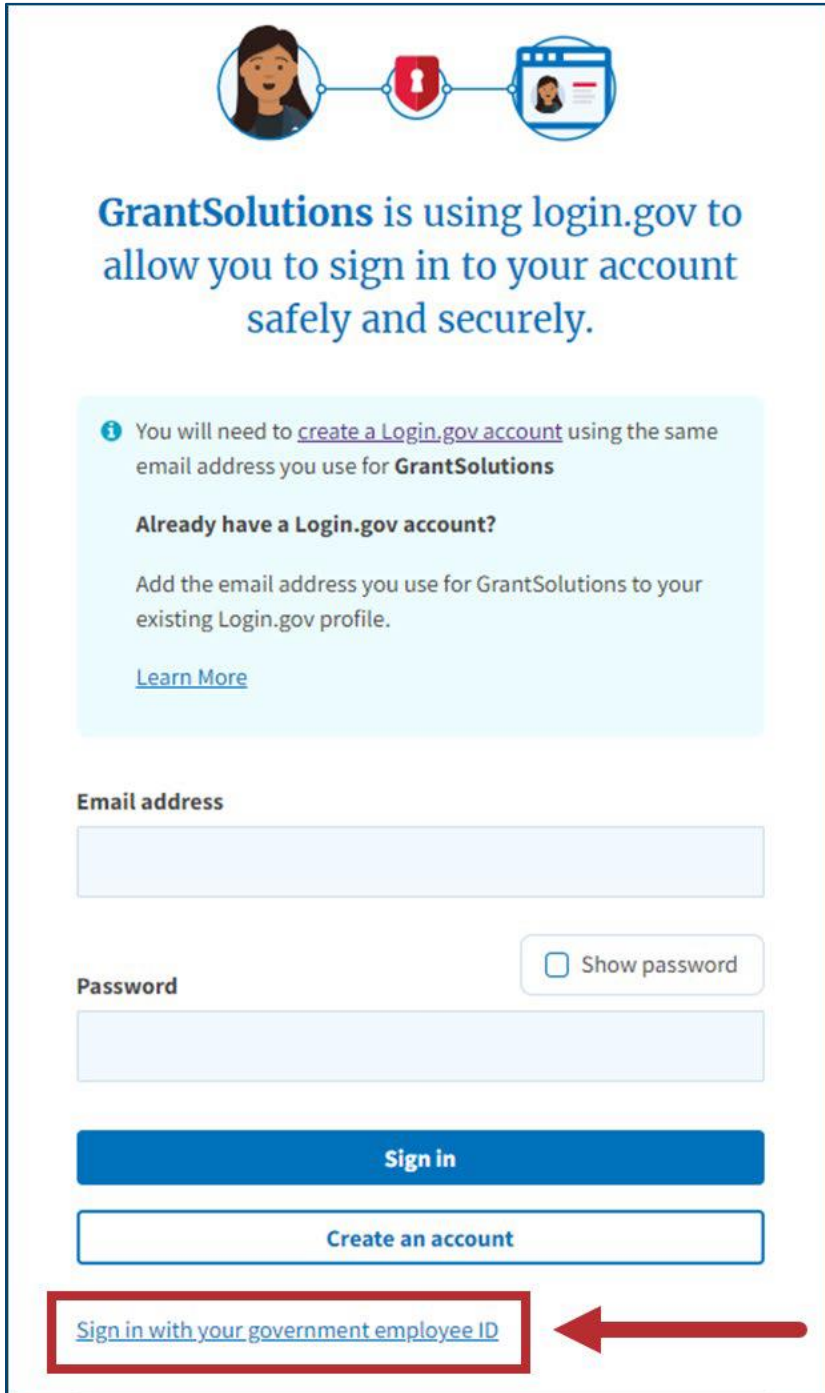 GrantSolutions is using login.gov to
allow you to sign in to your account
safely and securely.
You will need to create a Login.gov account using the same
email address you use for GrantSolutions
Already have a Login.gov account?
Add the email address you use for GrantSolutions to your
existing Login.gov profile.
Learn More
Email address
Show password
Password
Sign in
Create an account
Sign in with your government employee ID